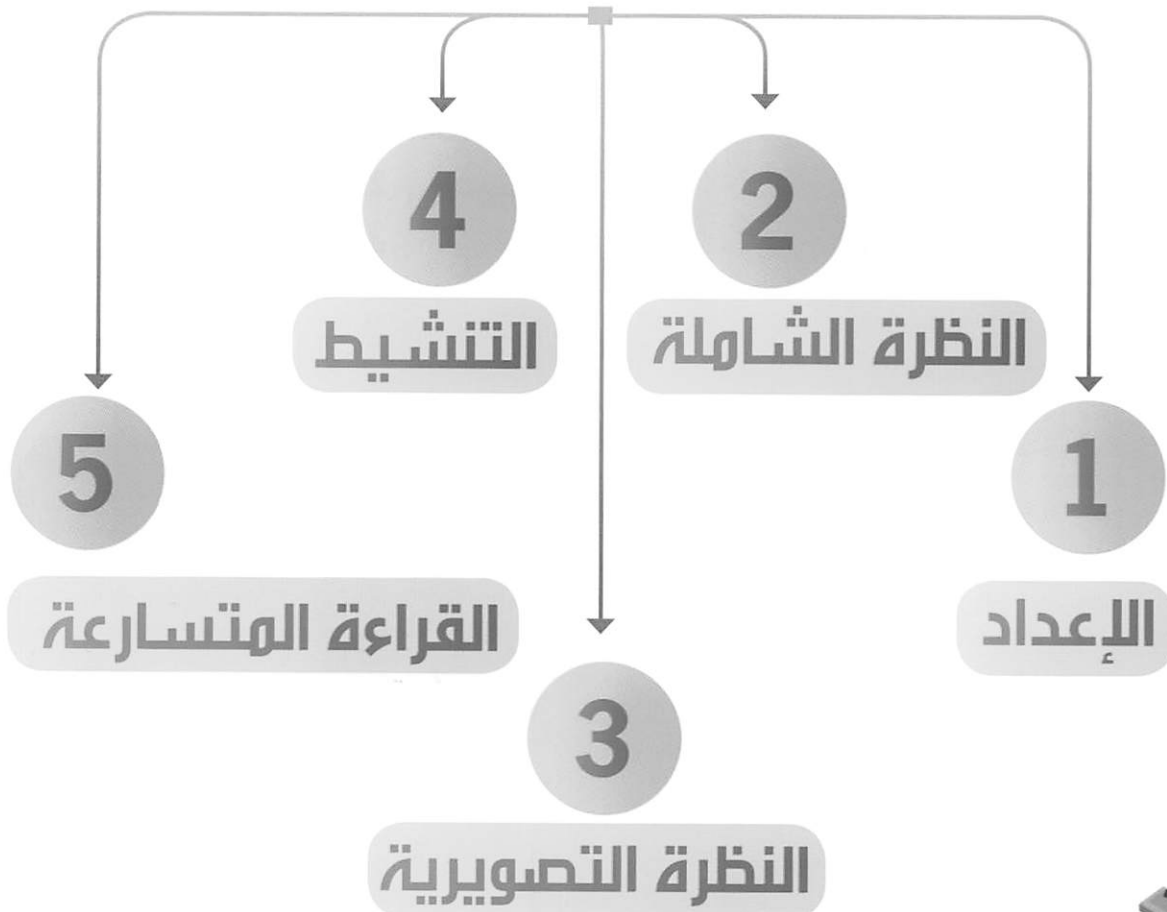 1
الإعداد
2
النظرة الشاملة
3
النظرة التصويرية
4
التنشيط
5
القراءة المتسارعة